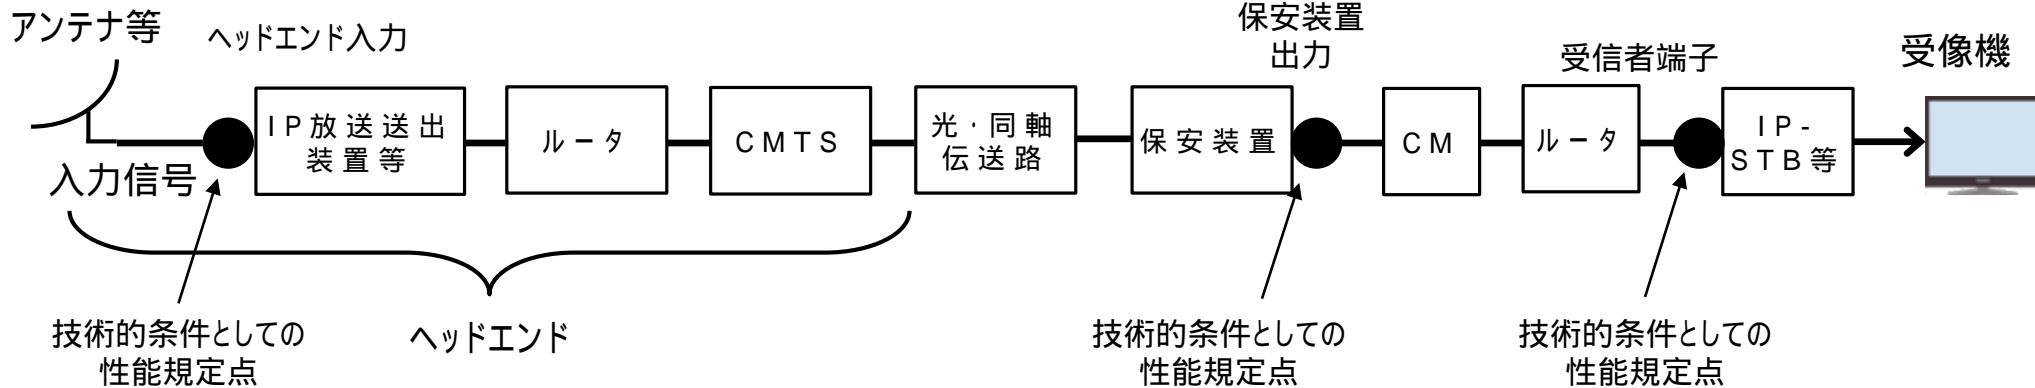 アンテナ等
ヘッドエンド入力
保安装置
出力
受信者端子
受像機
IP放送送出
装置等
ルータ
CMTS
光・同軸
伝送路
保安装置
CM
ルータ
IP-
STB等
入力信号
技術的条件としての
性能規定点
ヘッドエンド
技術的条件としての
性能規定点
技術的条件としての
性能規定点